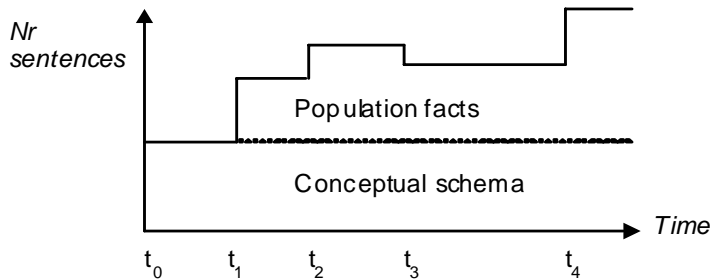 Nr
sentences
Population facts
Conceptual schema
Time
t0 t1 t2 t3 t4